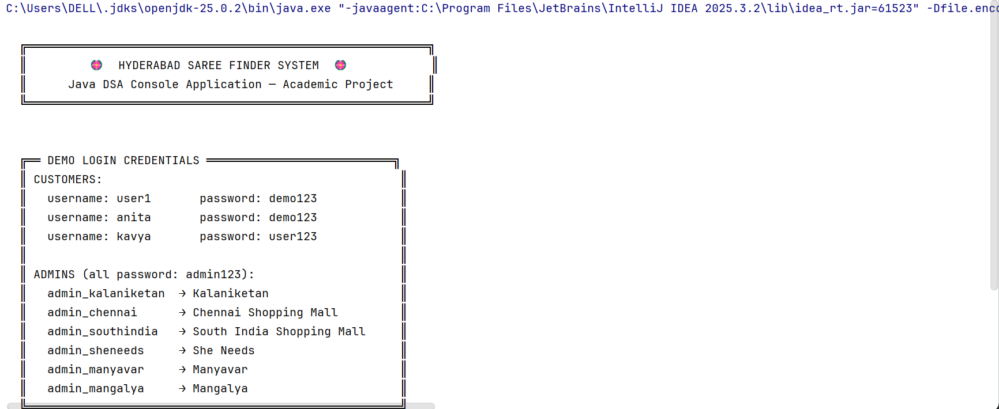 C:\Users\DELL\.jdks\openjdk-25.0.2\bin\java.exe "-javaagent:C:\Program Files\JetBrains\IntelliJ IDEA 2025.3.2\lib\idea_rt.jar=61523" -Dfile.enco
HYDERABAD SAREE FINDER SYSTEM
Java DSA Console Application — Academic Project
DEMO LOGIN CREDENTIALS
CUSTOMERS:
username: user1 password: demo123
username: anita password: demo123
username: kavya password: user123
ADMINS (all password: admin123):
admin_kalaniketan → Kalaniketan
admin_chennai → Chennai Shopping Mall
admin_southindia → South India Shopping Mall
admin_sheneeds → She Needs
admin_manyavar → Manyavar
admin_mangalya → Mangalya